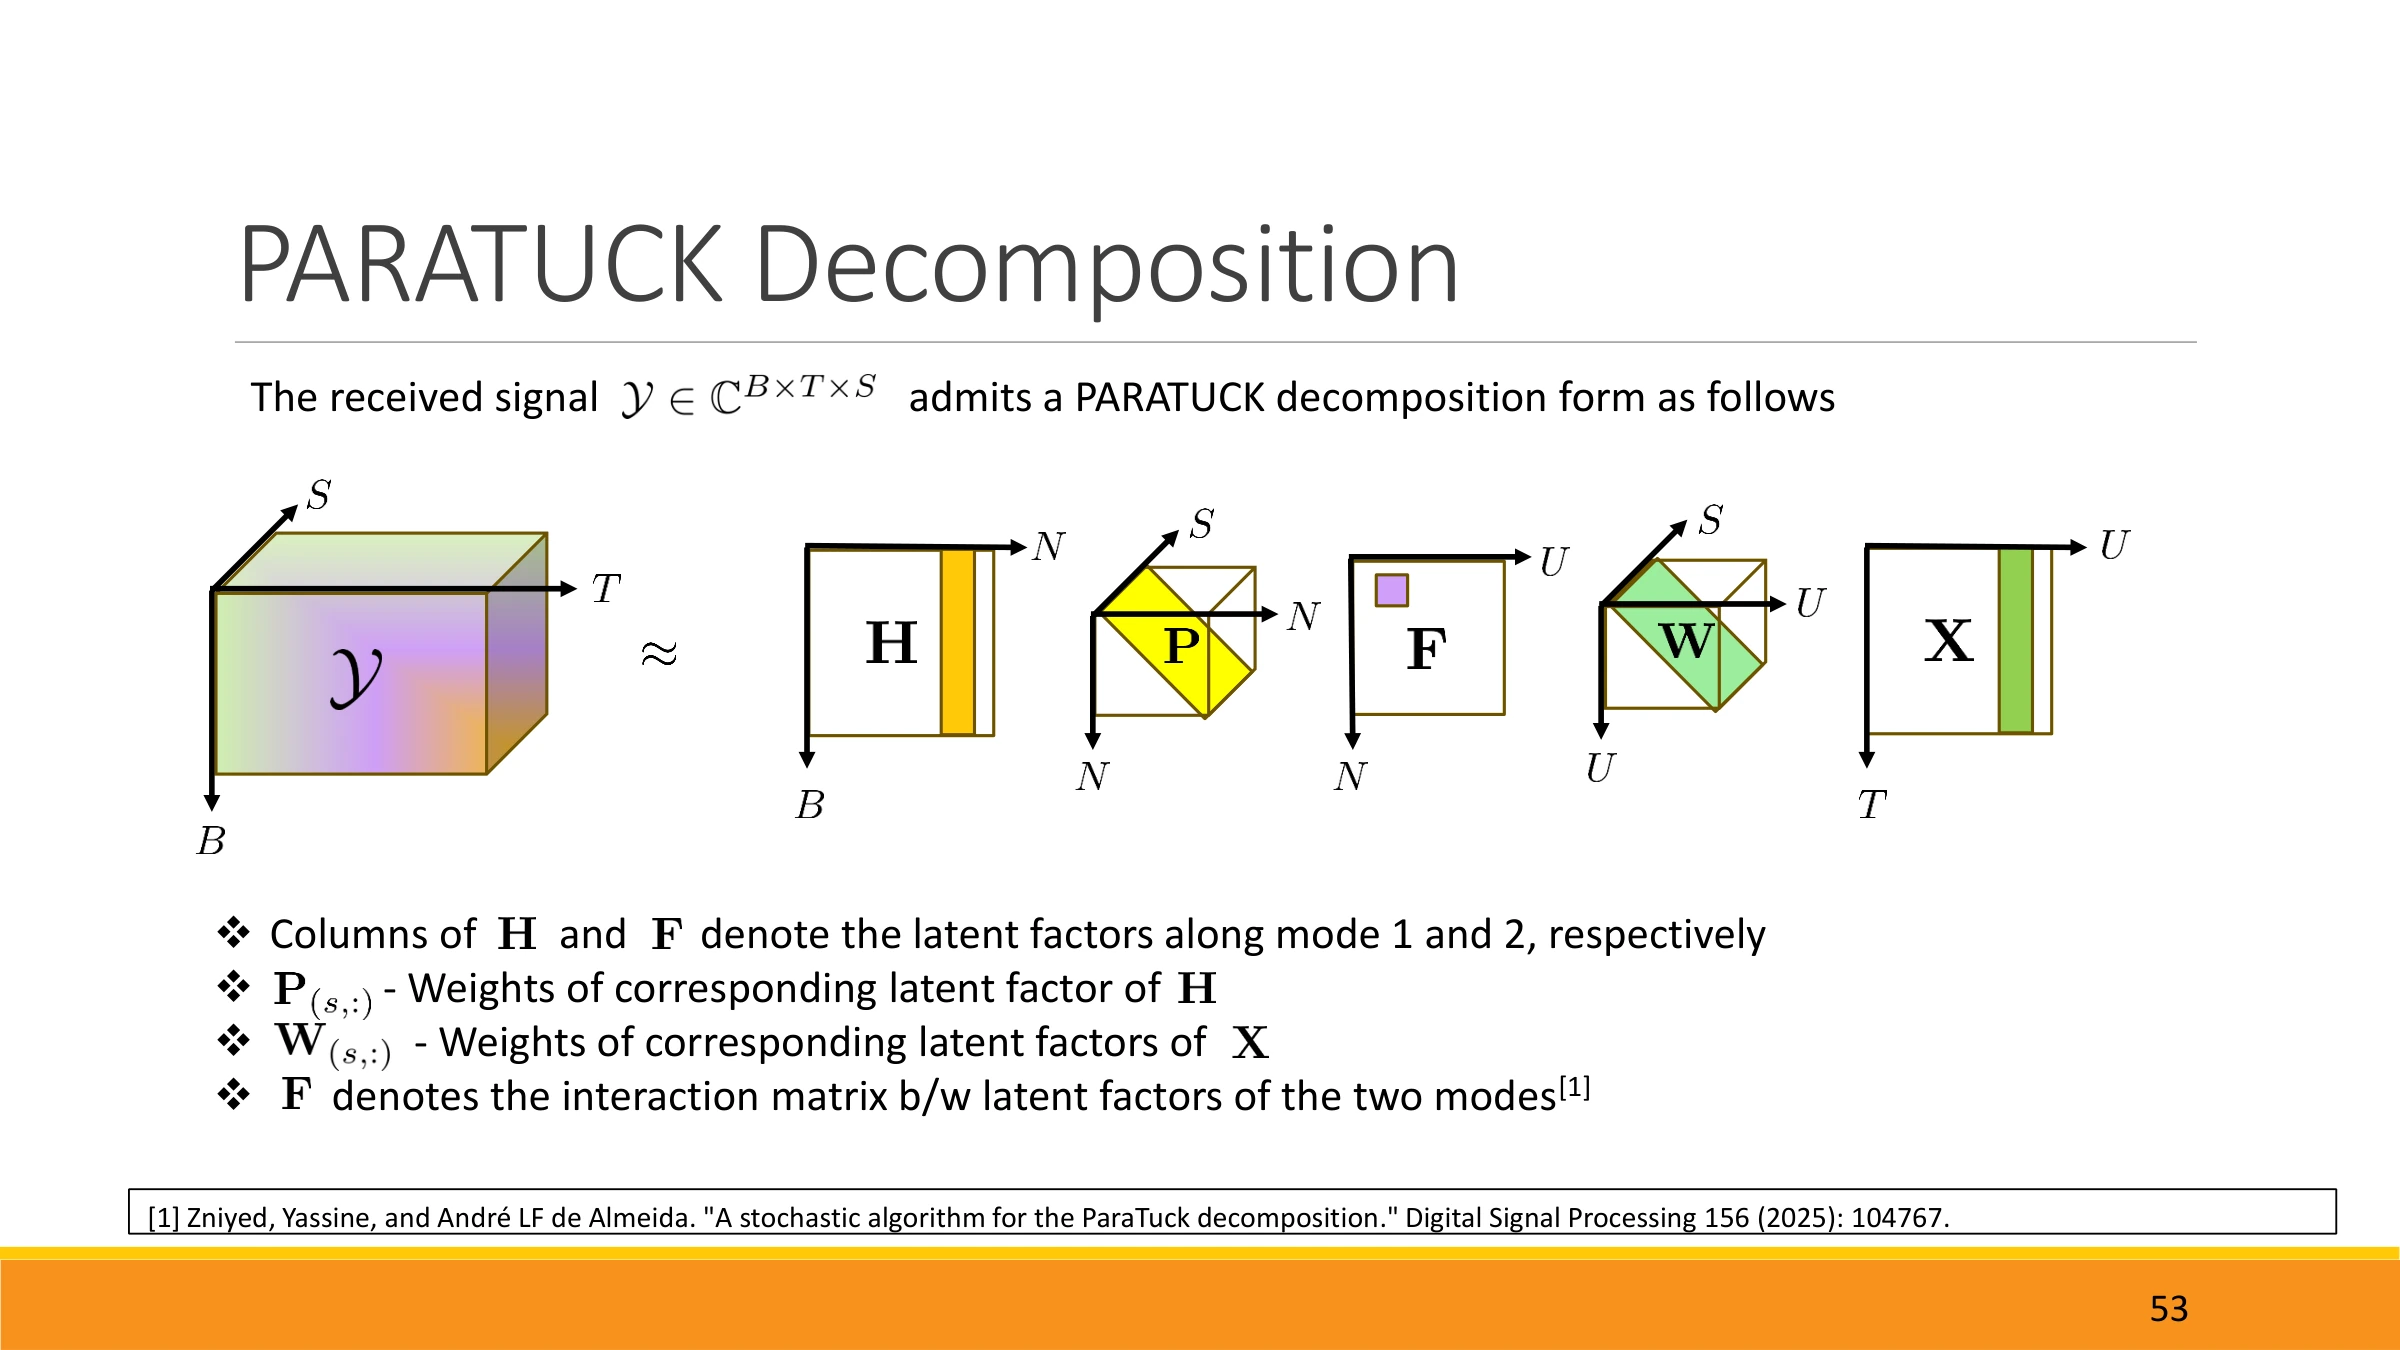 PARATUCK Decomposition
The received signal 𝒴 ∈ ℂ^{B×T×S} admits a PARATUCK decomposition form as follows
S
T
𝒴
B
≈
N
H
B
S
N
P
N
U
F
N
S
U
W
U
U
X
T
❖ Columns of H and F denote the latent factors along mode 1 and 2, respectively
❖ P_{(s,:)} - Weights of corresponding latent factor of H
❖ W_{(s,:)} - Weights of corresponding latent factors of X
❖ F denotes the interaction matrix b/w latent factors of the two modes[1]
[1] Zniyed, Yassine, and André LF de Almeida. "A stochastic algorithm for the ParaTuck decomposition." Digital Signal Processing 156 (2025): 104767.
53